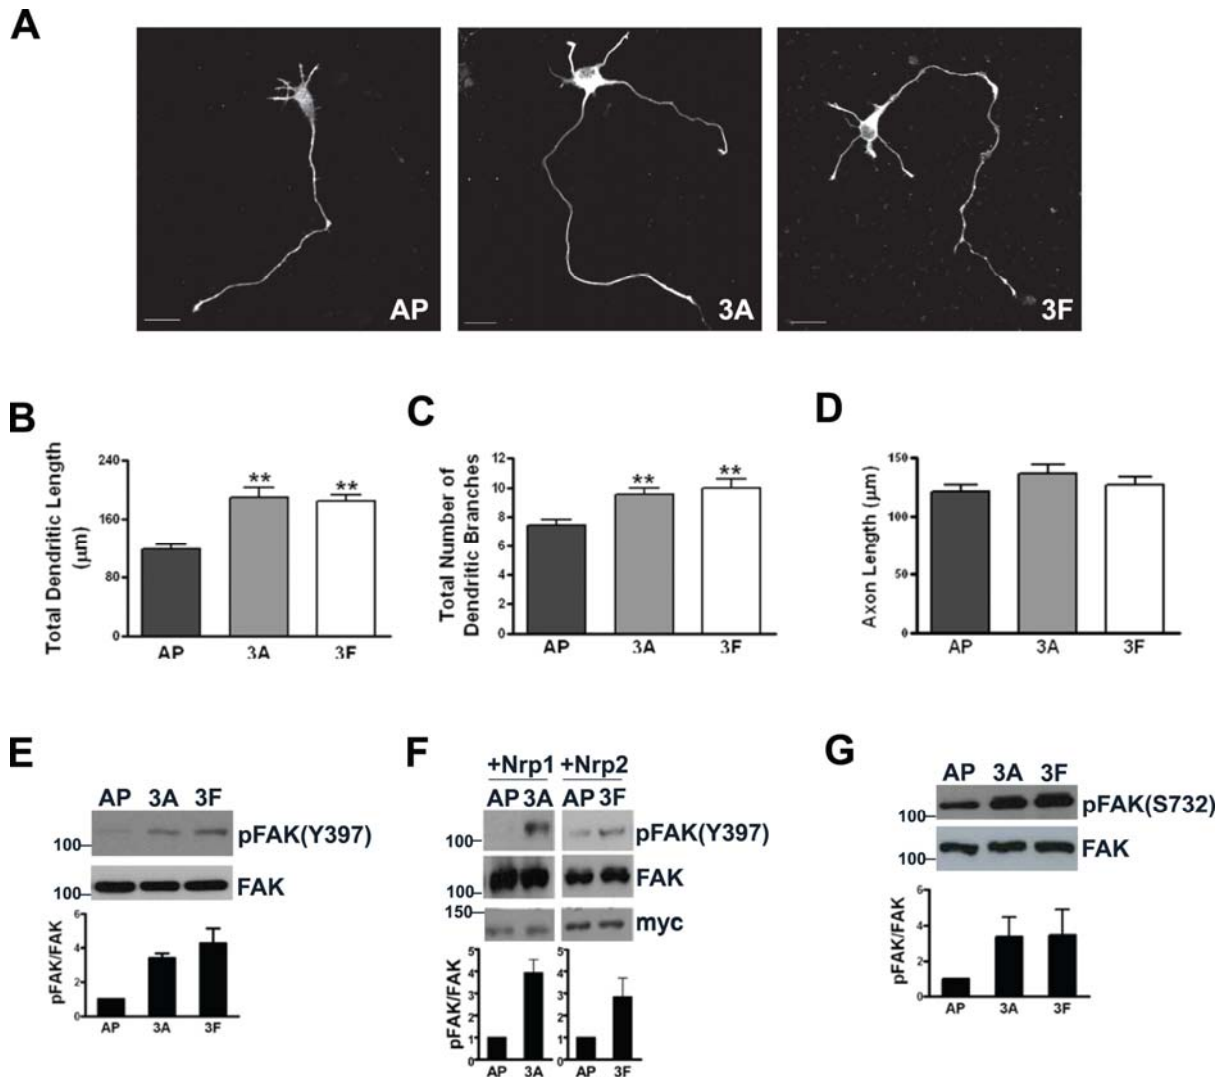 A
AP
3A
3F
B
Total Dendritic Length
(µm)
240
160
80
0
**
**
AP
3A
3F
C
Total Number of
Dendritic Branches
12
10
8
6
4
2
0
**
**
AP
3A
3F
D
Axon Length (µm)
150
100
50
0
AP
3A
3F
E
AP 3A 3F
100
pFAK(Y397)
100
FAK
pFAK/FAK
6
4
2
0
AP 3A 3F
F
+Nrp1 +Nrp2
AP 3A AP 3F
100
pFAK(Y397)
100
FAK
150
myc
pFAK/FAK
5
4
3
2
1
0
AP 3A
5
4
3
2
1
0
AP 3F
G
AP 3A 3F
100
pFAK(S732)
100
FAK
pFAK/FAK
6
4
2
0
AP 3A 3F